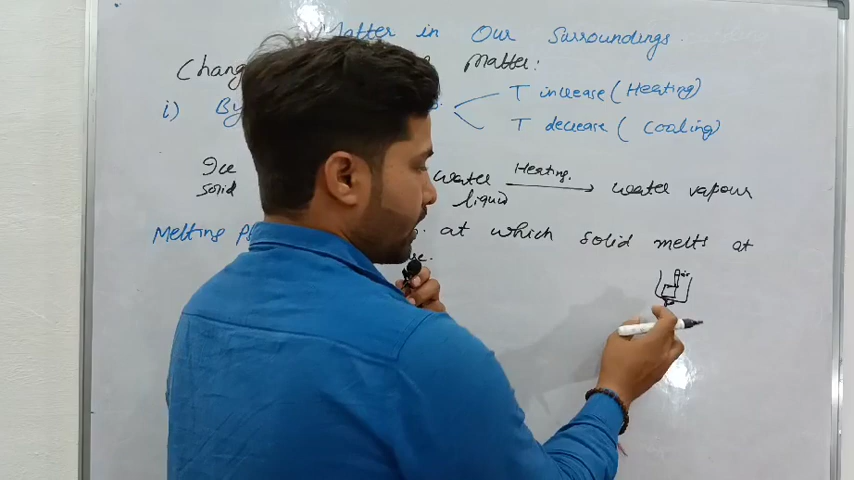 Matter in Our Surroundings
Chang Matter:
i) By T increase (Heating)
T decrease (Cooling)
Ice water Heating. water vapour
Solid liquid
Melting at which solid melts at